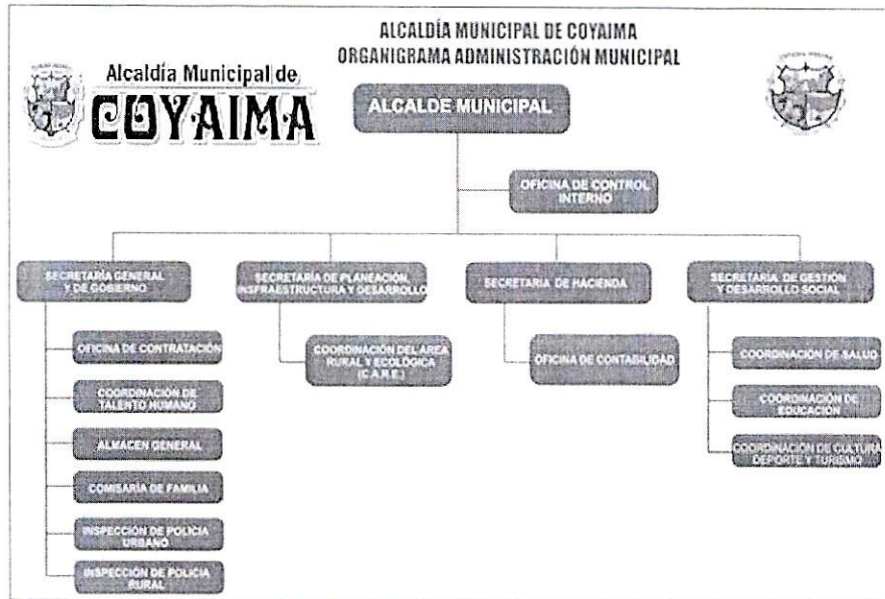 ALCALDÍA MUNICIPAL DE COYAIMA
ORGANIGRAMA ADMINISTRACIÓN MUNICIPAL
Alcaldía Municipal de
COYAIMA
ALCALDE MUNICIPAL
OFICINA DE CONTROL
INTERNO
SECRETARÍA GENERAL
Y DE GOBIERNO
SECRETARÍA DE PLANEACIÓN,
INSFRAESTRUCTURA Y DESARROLLO
SECRETARIA DE HACIENDA
SECRETARIA DE GESTIÓN
Y DESARROLLO SOCIAL
OFICINA DE CONTRATACIÓN
COORDINACIÓN DE
TALENTO HUMANO
ALMACEN GENERAL
COMISARÍA DE FAMILIA
INSPECCIÓN DE POLICIA
URBANO
INSPECCIÓN DE POLICIA
RURAL
COORDINACIÓN DEL AREA
RURAL Y ECOLÓGICA
(C.A.R.E.)
OFICINA DE CONTABILIDAD
COORDINACIÓN DE SALUD
COORDINACIÓN DE
EDUCACIÓN
COORDINACIÓN DE CULTURA
DEPORTE Y TURISMO